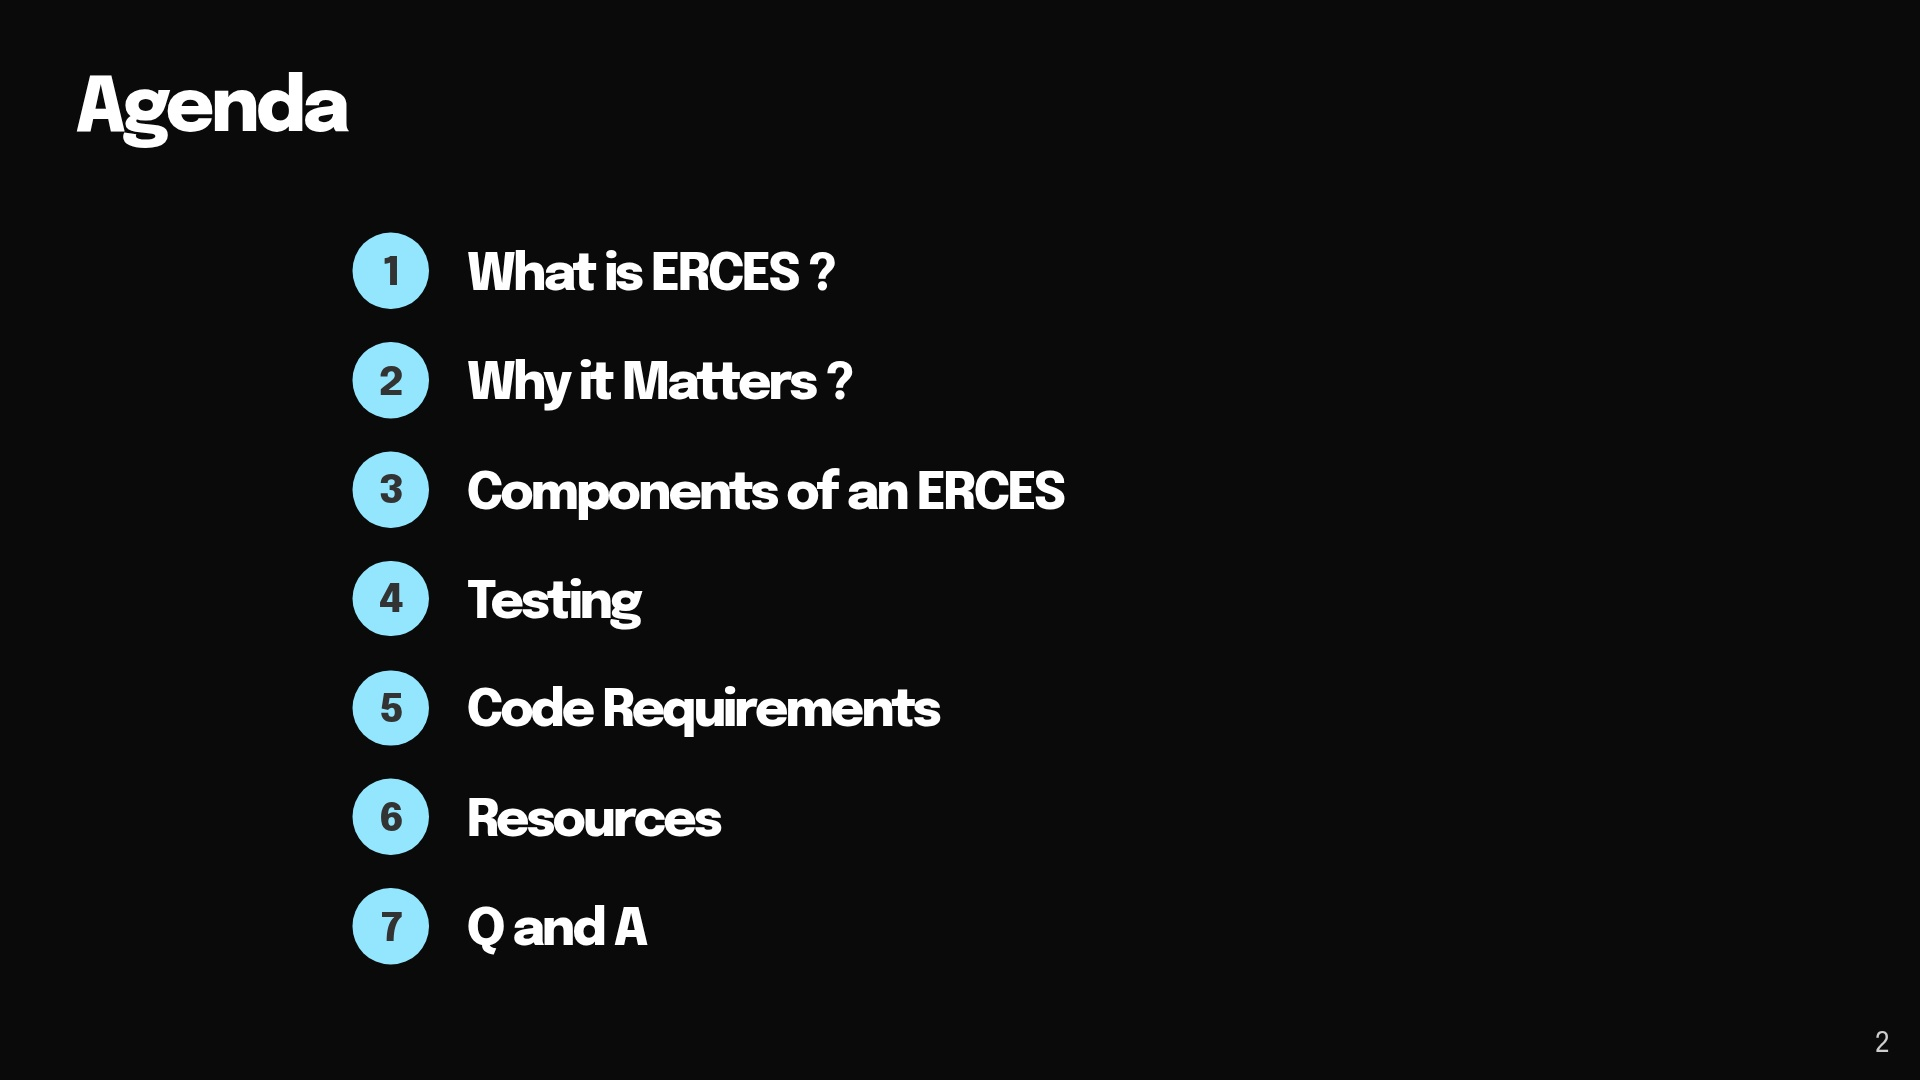 Agenda
1 What is ERCES ?
2 Why it Matters ?
3 Components of an ERCES
4 Testing
5 Code Requirements
6 Resources
7 Q and A
2